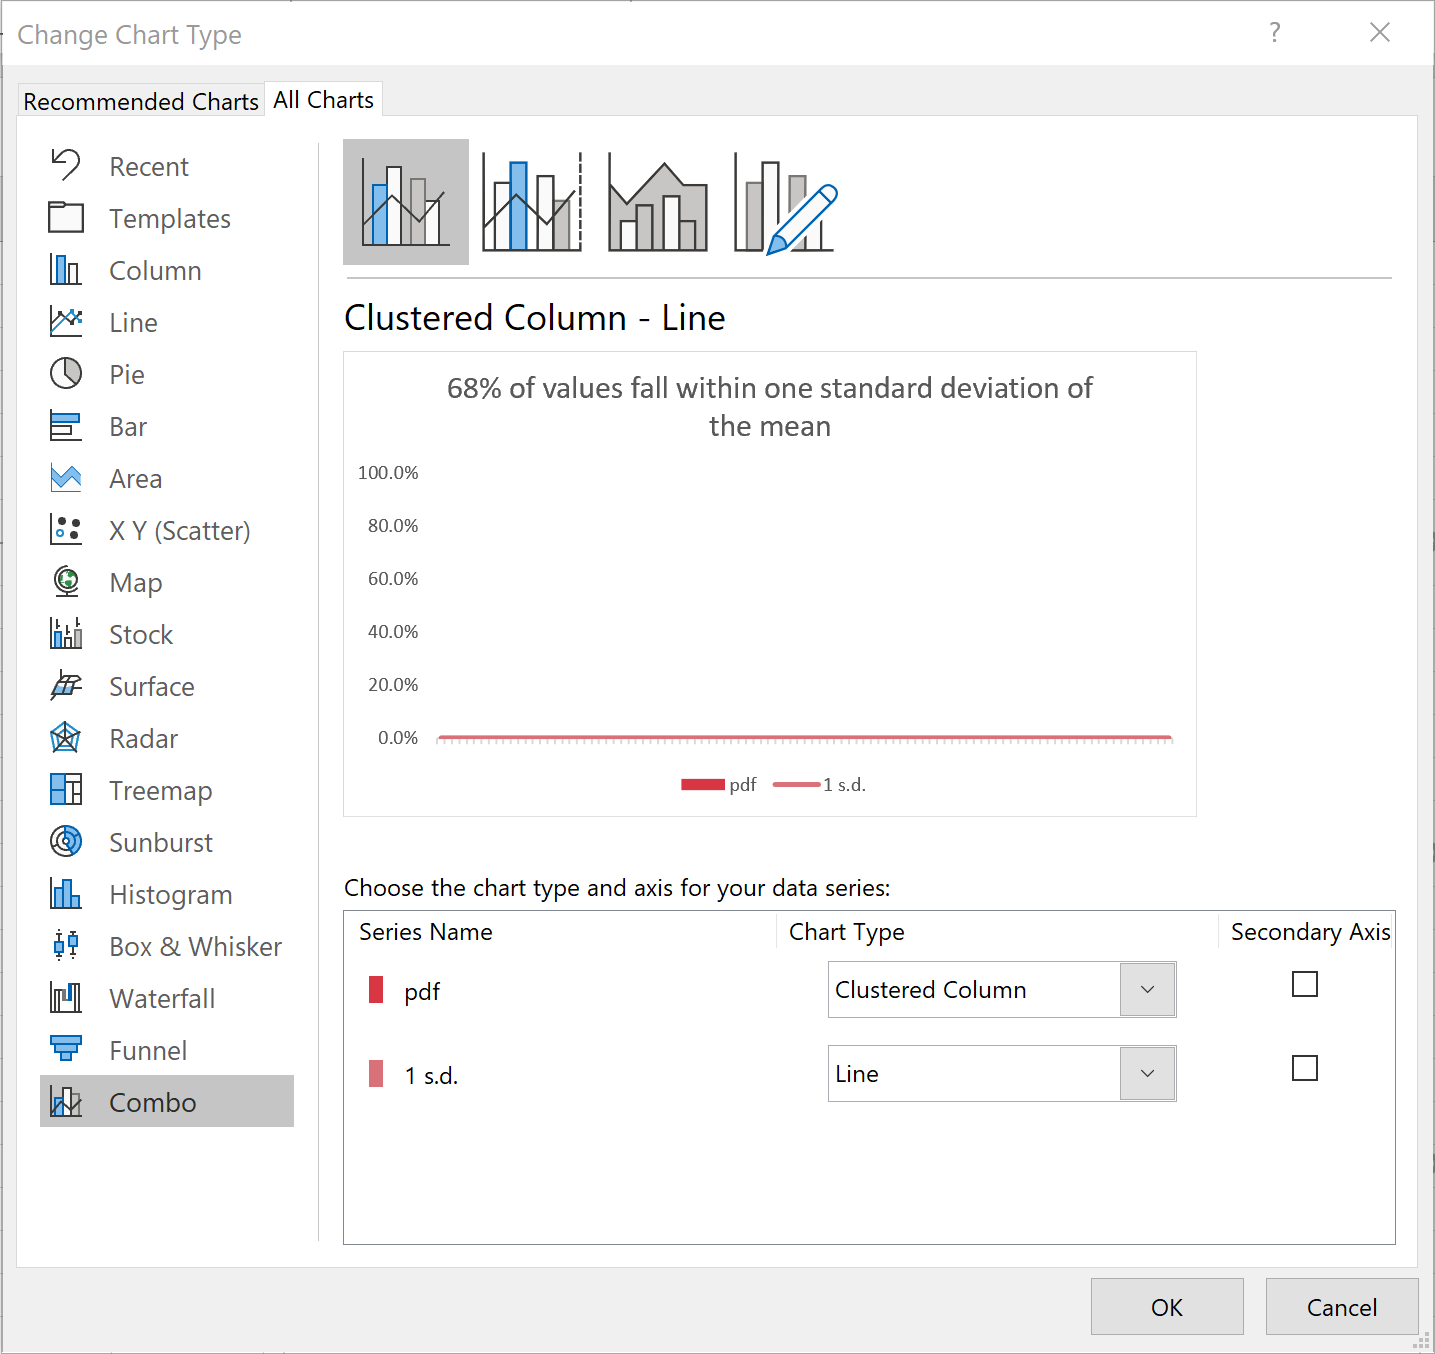 Change Chart Type
?
Recommended Charts
All Charts
Recent
Templates
Column
Line
Pie
Bar
Area
X Y (Scatter)
Map
Stock
Surface
Radar
Treemap
Sunburst
Histogram
Box & Whisker
Waterfall
Funnel
Combo
Clustered Column - Line
68% of values fall within one standard deviation of
the mean
100.0%
80.0%
60.0%
40.0%
20.0%
0.0%
pdf 1 s.d.
Choose the chart type and axis for your data series:
Series Name Chart Type Secondary Axis
pdf Clustered Column
1 s.d. Line
OK Cancel